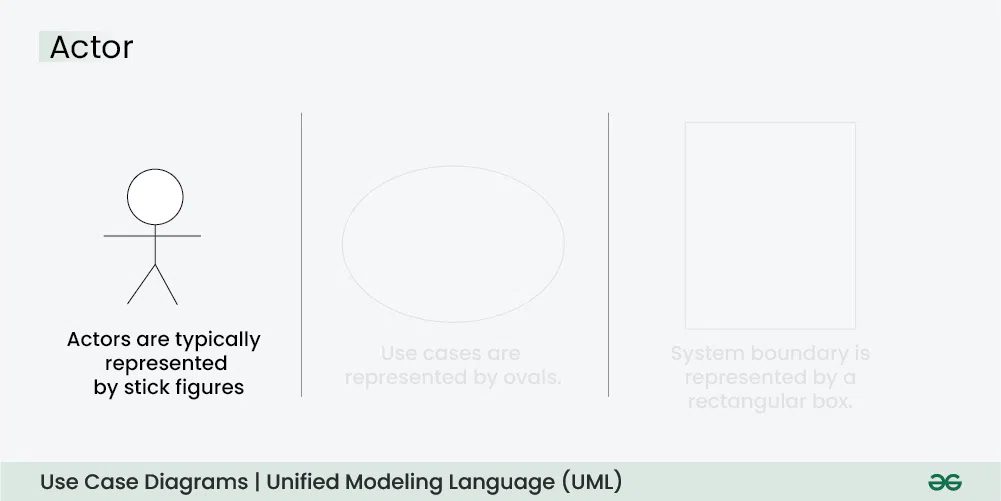 Actor
Actors are typically
represented
by stick figures
Use cases are
represented by ovals.
System boundary is
represented by a
rectangular box.
Use Case Diagrams | Unified Modeling Language (UML)